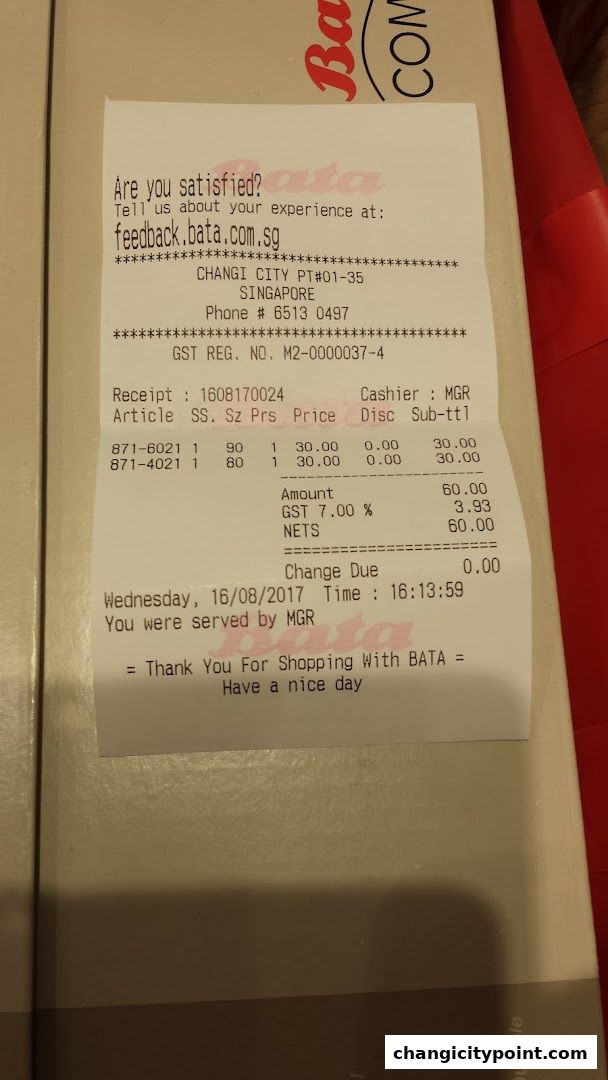 Bata
COM
Bata
Are you satisfied?
Tell us about your experience at:
feedback.bata.com.sg
*****************************************
CHANGI CITY PT#01-35
SINGAPORE
Phone # 6513 0497
******************************************
GST REG. NO. M2-0000037-4
Receipt : 1608170024 Cashier : MGR
Article SS. Sz Prs Price Disc Sub-ttl
871-6021 1 90 1 30.00 0.00 30.00
871-4021 1 80 1 30.00 0.00 30.00
------------------------
Amount 60.00
GST 7.00 % 3.93
NETS 60.00
========================
Change Due 0.00
Wednesday, 16/08/2017 Time : 16:13:59
You were served by MGR
Bata
= Thank You For Shopping With BATA =
Have a nice day
changicitypoint.com